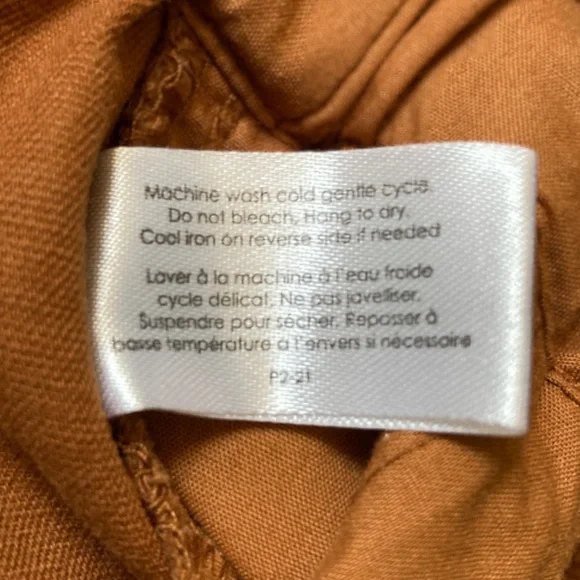 Machine wash cold gentle cycle.
Do not bleach. Hang to dry.
Cool iron on reverse side if needed
Laver à la machine à l'eau froide
cycle délicat. Ne pas javelliser.
Suspendre pour sécher. Repasser à
basse température à l'envers si nécessaire
P2-21